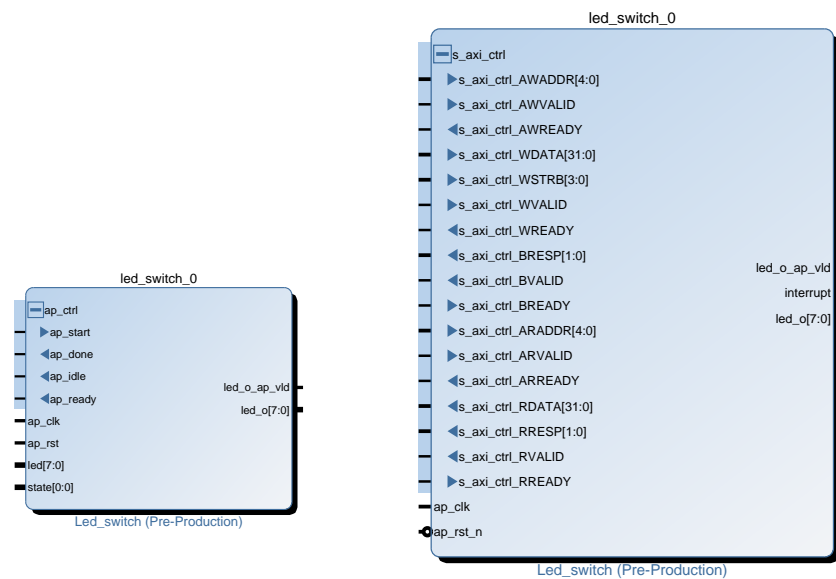 led_switch_0
ap_ctrl
ap_start
ap_done
ap_idle
ap_ready
ap_clk
ap_rst
led[7:0]
state[0:0]
led_o_ap_vld
led_o[7:0]
Led_switch (Pre-Production)
led_switch_0
s_axi_ctrl
s_axi_ctrl_AWADDR[4:0]
s_axi_ctrl_AWVALID
s_axi_ctrl_AWREADY
s_axi_ctrl_WDATA[31:0]
s_axi_ctrl_WSTRB[3:0]
s_axi_ctrl_WVALID
s_axi_ctrl_WREADY
s_axi_ctrl_BRESP[1:0]
s_axi_ctrl_BVALID
s_axi_ctrl_BREADY
s_axi_ctrl_ARADDR[4:0]
s_axi_ctrl_ARVALID
s_axi_ctrl_ARREADY
s_axi_ctrl_RDATA[31:0]
s_axi_ctrl_RRESP[1:0]
s_axi_ctrl_RVALID
s_axi_ctrl_RREADY
ap_clk
ap_rst_n
led_o_ap_vld
interrupt
led_o[7:0]
Led_switch (Pre-Production)